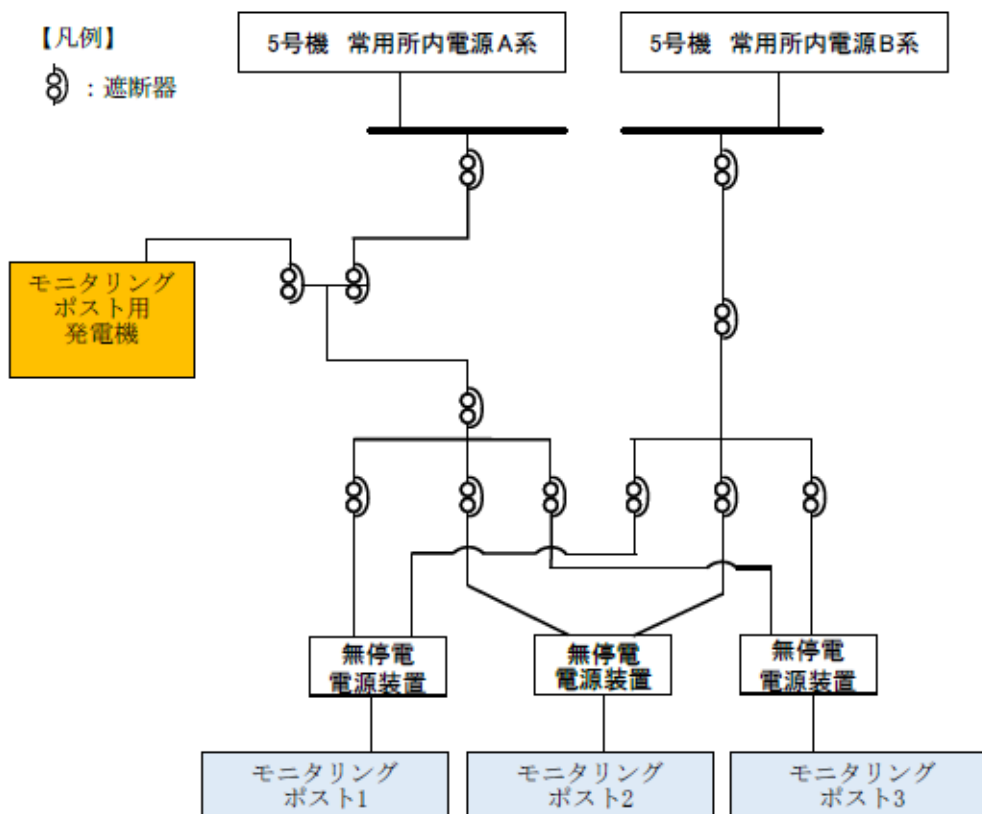 【凡例】
：遮断器
5号機 常用所内電源A系
5号機 常用所内電源B系
モニタリング
ポスト用
発電機
無停電
電源装置
無停電
電源装置
無停電
電源装置
モニタリング
ポスト1
モニタリング
ポスト2
モニタリング
ポスト3